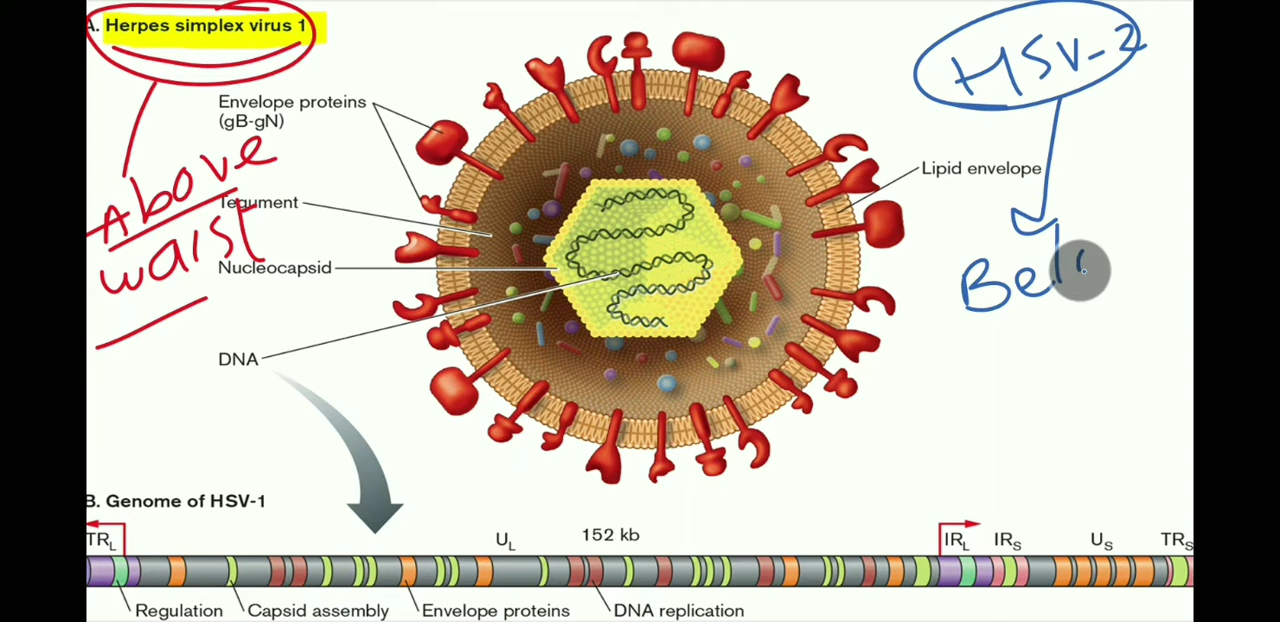 A. Herpes simplex virus 1
HSV-2
Envelope proteins
(gB-gN)
Above
waist
Lipid envelope
Tegument
Nucleocapsid
Bel
DNA
B. Genome of HSV-1
TRL
UL
152 kb
IRL
IRS
US
TRS
Regulation
Capsid assembly
Envelope proteins
DNA replication